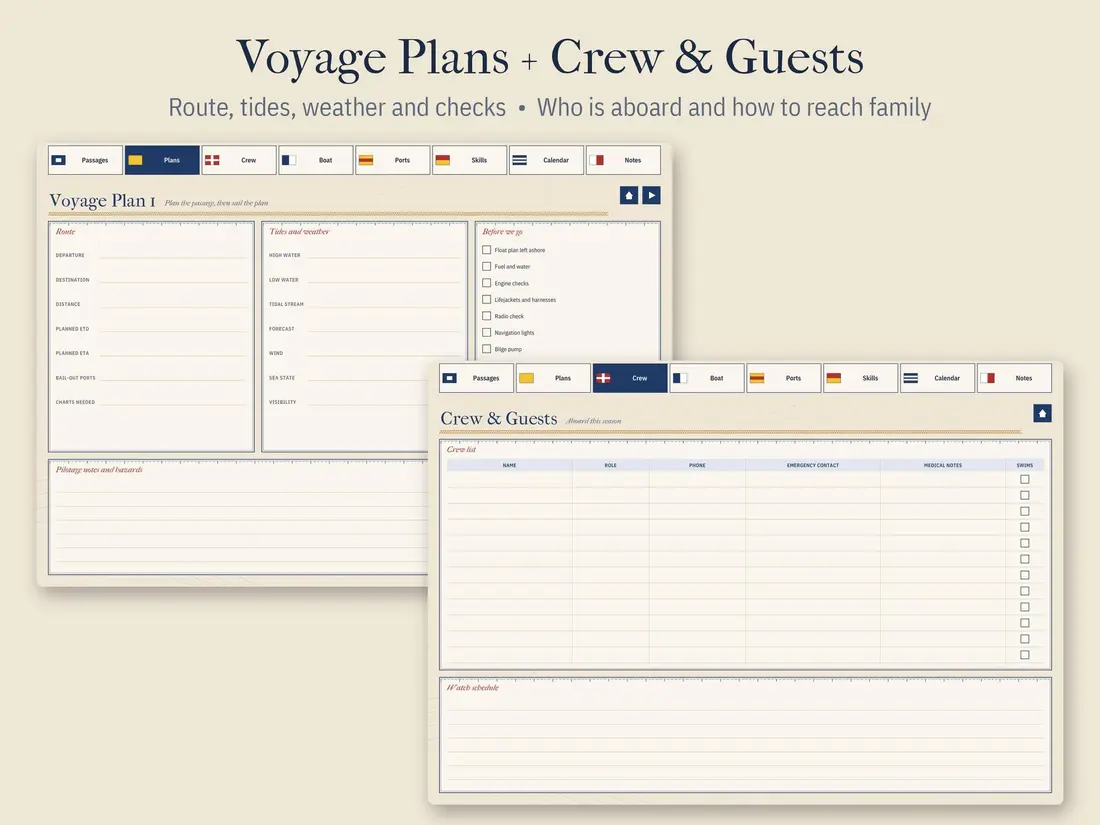 Voyage Plans + Crew & Guests
Route, tides, weather and checks • Who is aboard and how to reach family
Passages Plans Crew Boat Ports Skills Calendar Notes
Voyage Plan 1 Plan the passage, then sail the plan
Route
DEPARTURE
DESTINATION
DISTANCE
PLANNED ETD
PLANNED ETA
BAIL-OUT PORTS
CHARTS NEEDED
Tides and weather
HIGH WATER
LOW WATER
TIDAL STREAM
FORECAST
WIND
SEA STATE
VISIBILITY
Before we go
Float plan left ashore
Fuel and water
Engine checks
Lifejackets and harnesses
Radio check
Navigation lights
Bilge pump
Pilotage notes and hazards
Passages Plans Crew Boat Ports Skills Calendar Notes
Crew & Guests Aboard this season
Crew list
NAME ROLE PHONE EMERGENCY CONTACT MEDICAL NOTES SWIMS
Watch schedule